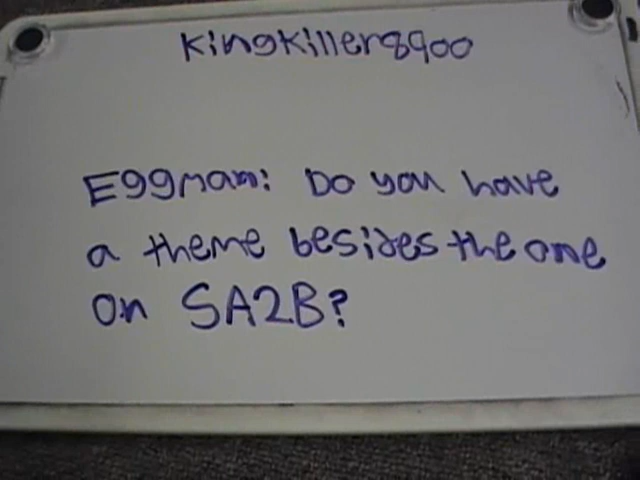 Kingkiller8900
Eggman: Do you have
a theme besides the one
on SA2B?